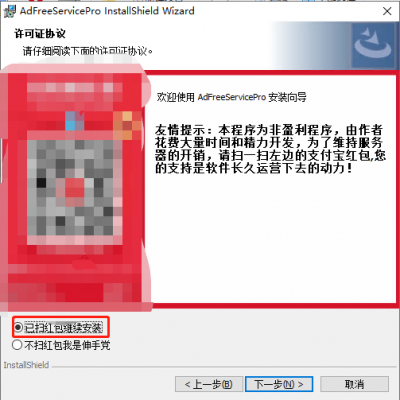 AdFreeServicePro InstallShield Wizard
许可证协议
请仔细阅读下面的许可证协议。
欢迎使用 AdFreeServicePro 安装向导
友情提示：本程序为非盈利程序，由作者
花费大量时间和精力开发，为了维持服务
器的开销，请扫一扫左边的支付宝红包,您
的支持是软件长久运营下去的动力！
已扫红包继续安装
不扫红包我是伸手党
InstallShield
< 上一步(B)
下一步(N) >
取消